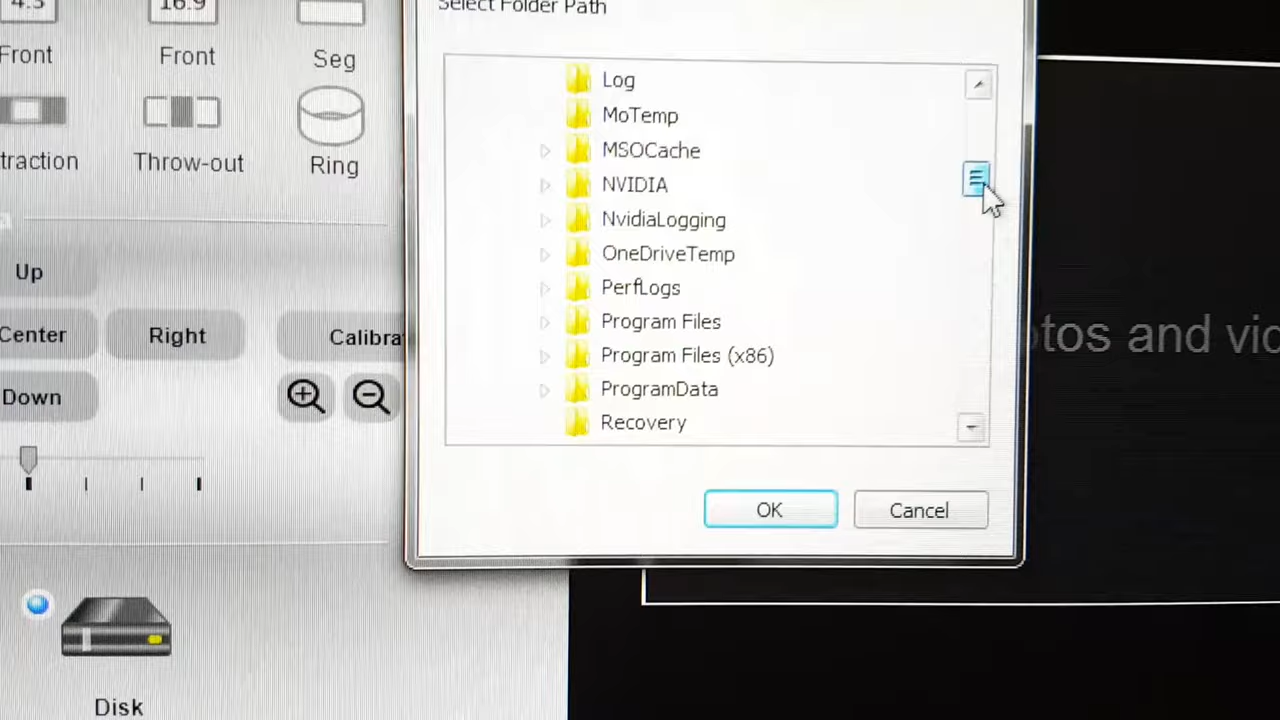 4:3
16:9
Front
Front
Seg
traction
Throw-out
Ring
a
Up
Center
Right
Calibra
Down
Disk
Select Folder Path
Log
MoTemp
MSOCache
NVIDIA
NvidiaLogging
OneDriveTemp
PerfLogs
Program Files
Program Files (x86)
ProgramData
Recovery
OK
Cancel
otos and vid